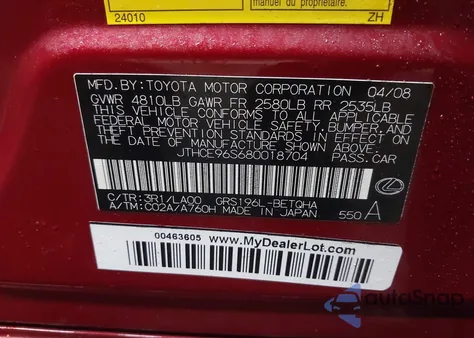 manuel du propriétaire.
24010 ZH
MFD.BY: TOYOTA MOTOR CORPORATION 04/08
GVWR 4810LB GAWR FR 2580LB RR 2535LB
THIS VEHICLE CONFORMS TO ALL APPLICABLE
FEDERAL MOTOR VEHICLE SAFETY, BUMPER,
AND THEFT PREVENTION STANDARDS IN EFFECT ON
THE DATE OF MANUFACTURE SHOWN ABOVE.
JTHCE96S680018704 PASS.CAR
C/TR: 3R1/LA00 GRS196L-BETQHA
A/TM: C02A/A760H MADE IN JAPAN 550 A
00463605 www.MyDealerLot.com
autoSnap